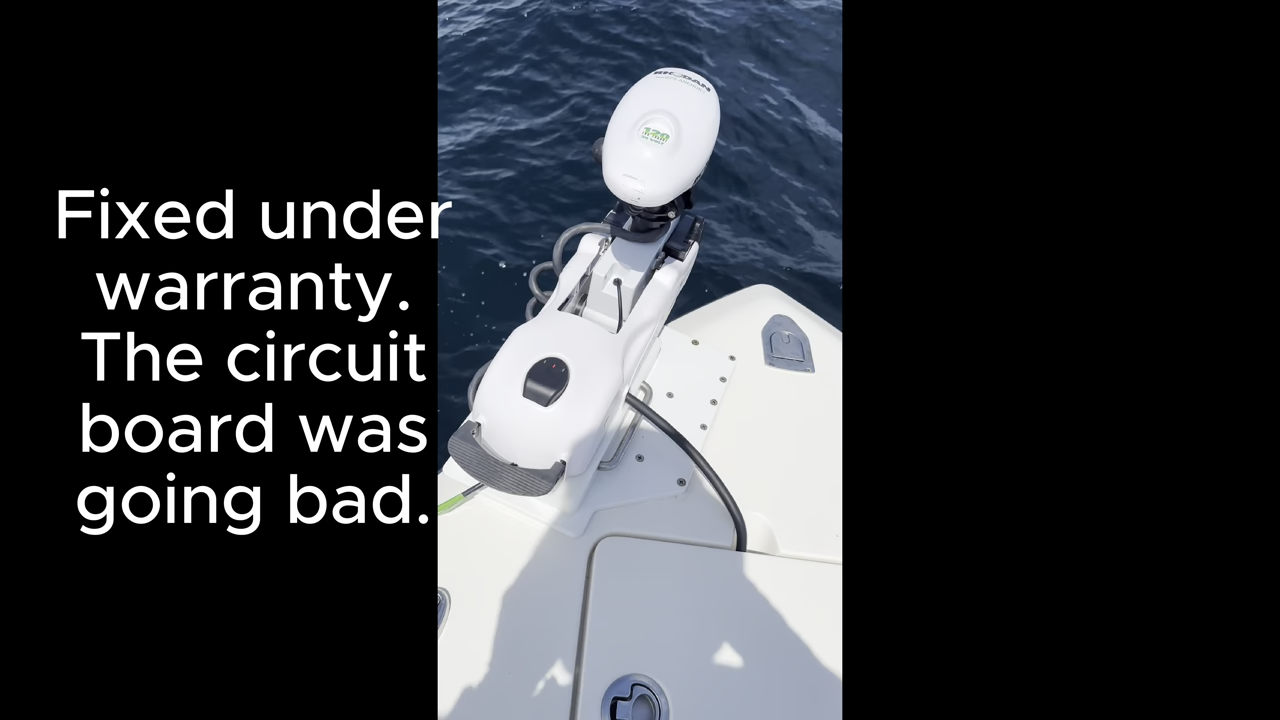 Fixed under
warranty.
The circuit
board was
going bad.